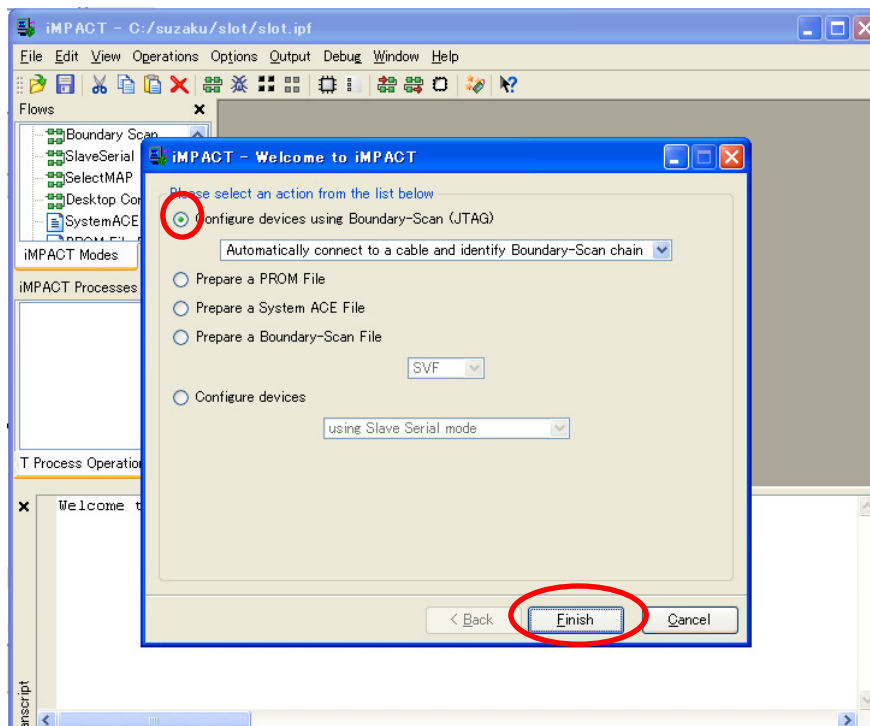 iMPACT - C:/suzaku/slot/slot.ipf
File Edit View Operations Options Output Debug Window Help
Flows
Boundary Scan
SlaveSerial
SelectMAP
Desktop Con
SystemACE
iMPACT Modes
iMPACT Processes
T Process Operation
iMPACT - Welcome to iMPACT
Please select an action from the list below
Configure devices using Boundary-Scan (JTAG)
Automatically connect to a cable and identify Boundary-Scan chain
Prepare a PROM File
Prepare a System ACE File
Prepare a Boundary-Scan File
SVF
Configure devices
using Slave Serial mode
< Back Finish Cancel
Welcome t
anscript